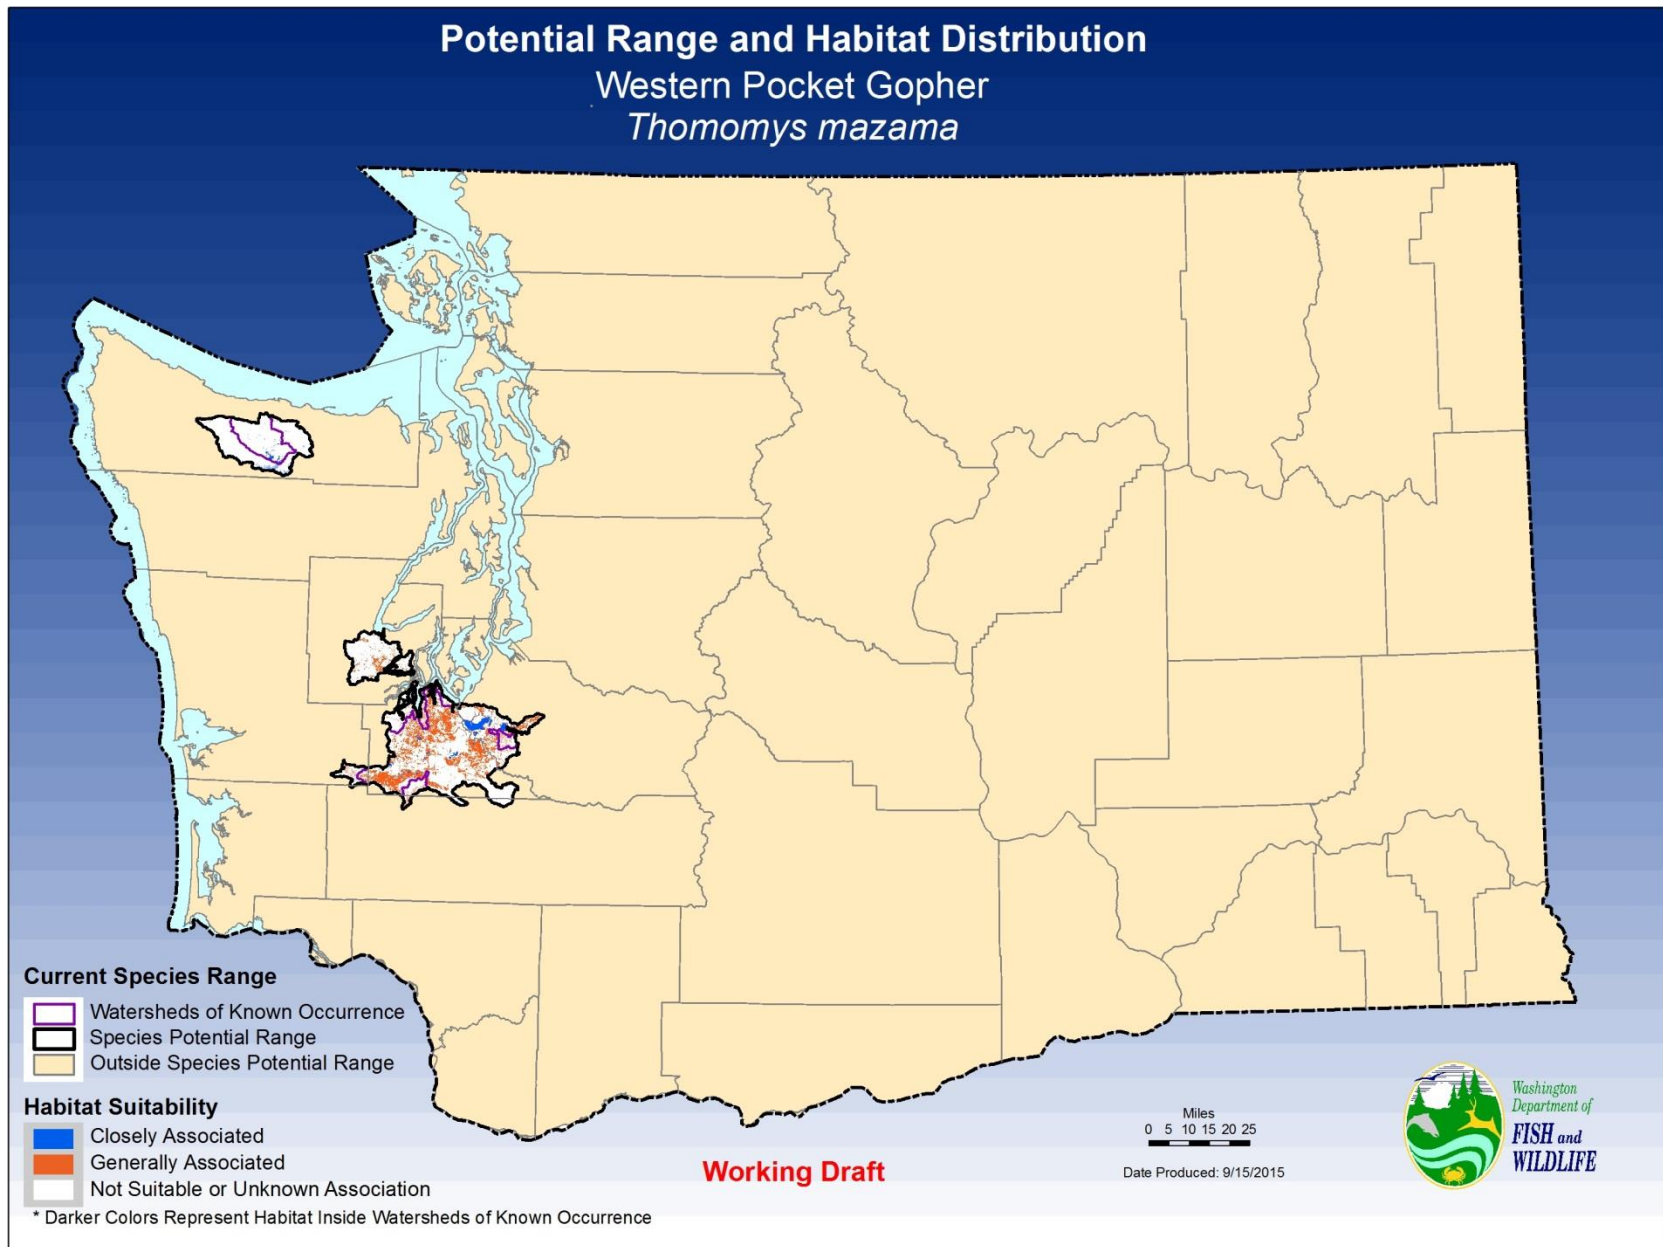 Potential Range and Habitat Distribution
Western Pocket Gopher
Thomomys mazama
Current Species Range
Watersheds of Known Occurrence
Species Potential Range
Outside Species Potential Range
Habitat Suitability
Closely Associated
Generally Associated
Not Suitable or Unknown Association
* Darker Colors Represent Habitat Inside Watersheds of Known Occurrence
Working Draft
Miles
0 5 10 15 20 25
Date Produced: 9/15/2015
Washington
Department of
FISH and
WILDLIFE